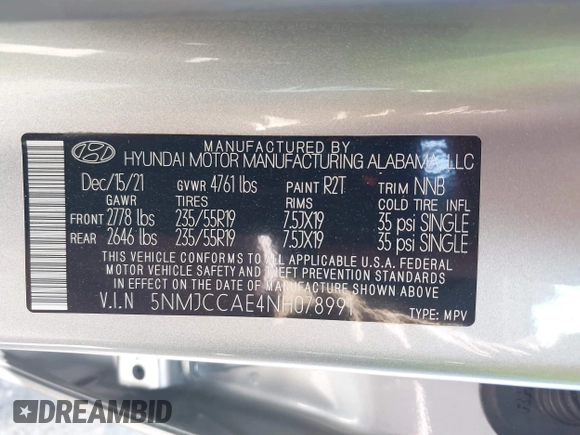 MANUFACTURED BY
HYUNDAI MOTOR MANUFACTURING ALABAMA, LLC
Dec/15/21 GVWR 4761 lbs PAINT R2T TRIM NNB
GAWR TIRES RIMS COLD TIRE INFL
FRONT 2778 lbs 235/55R19 7.5JX19 35 psi SINGLE
REAR 2646 lbs 235/55R19 7.5JX19 35 psi SINGLE
THIS VEHICLE CONFORMS TO ALL APPLICABLE U.S.A. FEDERAL
MOTOR VEHICLE SAFETY AND THEFT PREVENTION STANDARDS
IN EFFECT ON THE DATE OF MANUFACTURE SHOWN ABOVE.
V.I.N 5NMJCCAE4NH078991 TYPE: MPV
DREAMBID